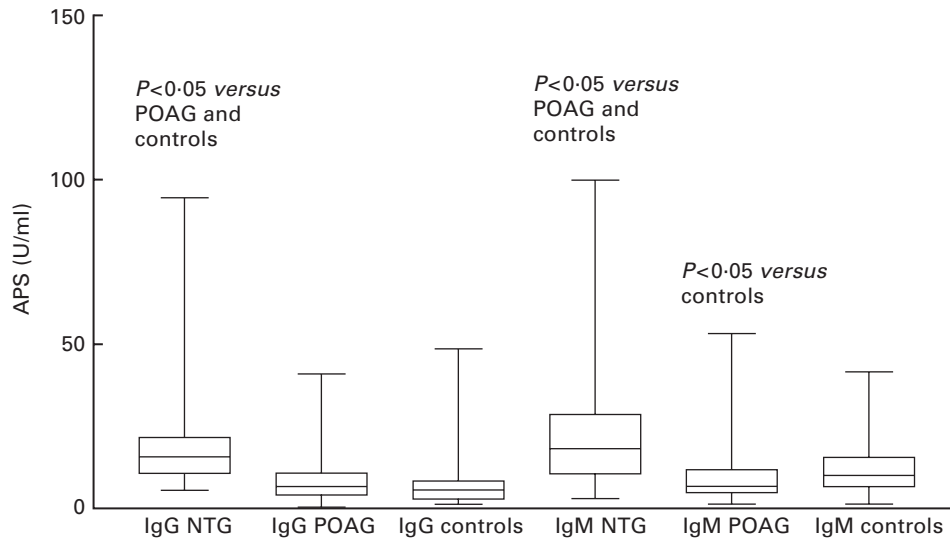 150
P<0·05 versus
POAG and
controls
P<0·05 versus
POAG and
controls
100
P<0·05 versus
controls
APS (U/ml)
50
0
IgG NTG IgG POAG IgG controls IgM NTG IgM POAG IgM controls